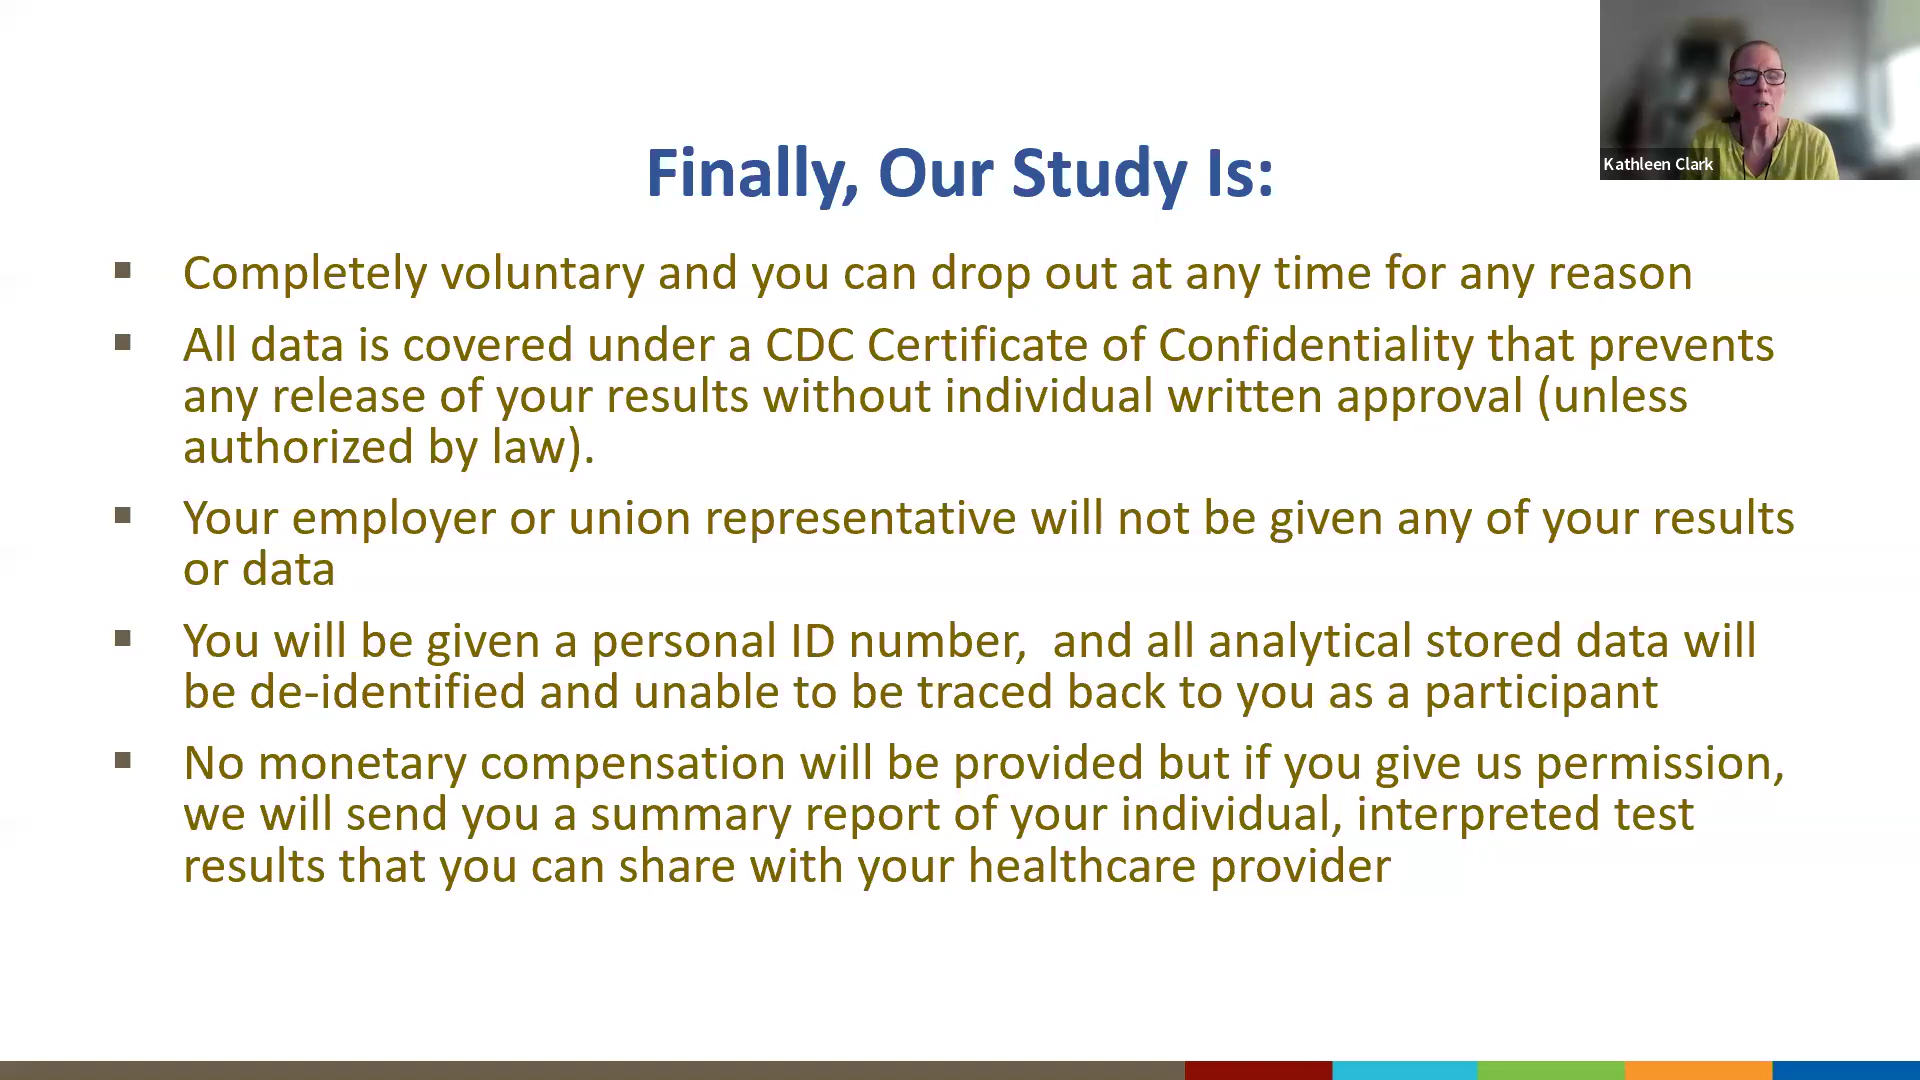 Finally, Our Study Is:
Kathleen Clark
▪ Completely voluntary and you can drop out at any time for any reason
▪ All data is covered under a CDC Certificate of Confidentiality that prevents
any release of your results without individual written approval (unless
authorized by law).
▪ Your employer or union representative will not be given any of your results
or data
▪ You will be given a personal ID number,  and all analytical stored data will
be de-identified and unable to be traced back to you as a participant
▪ No monetary compensation will be provided but if you give us permission,
we will send you a summary report of your individual, interpreted test
results that you can share with your healthcare provider